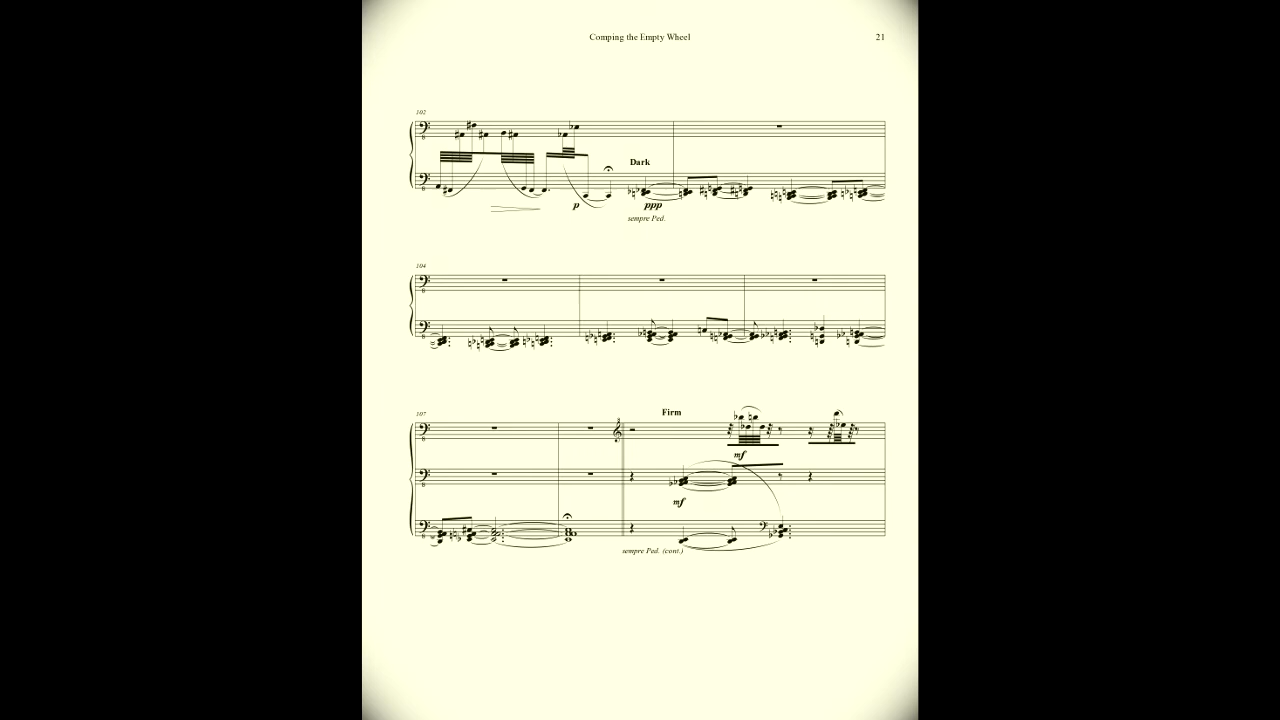 Comping the Empty Wheel 21
102
Dark
p ppp
sempre Ped.
104
107
Firm
mf
mf
sempre Ped. (cont.)